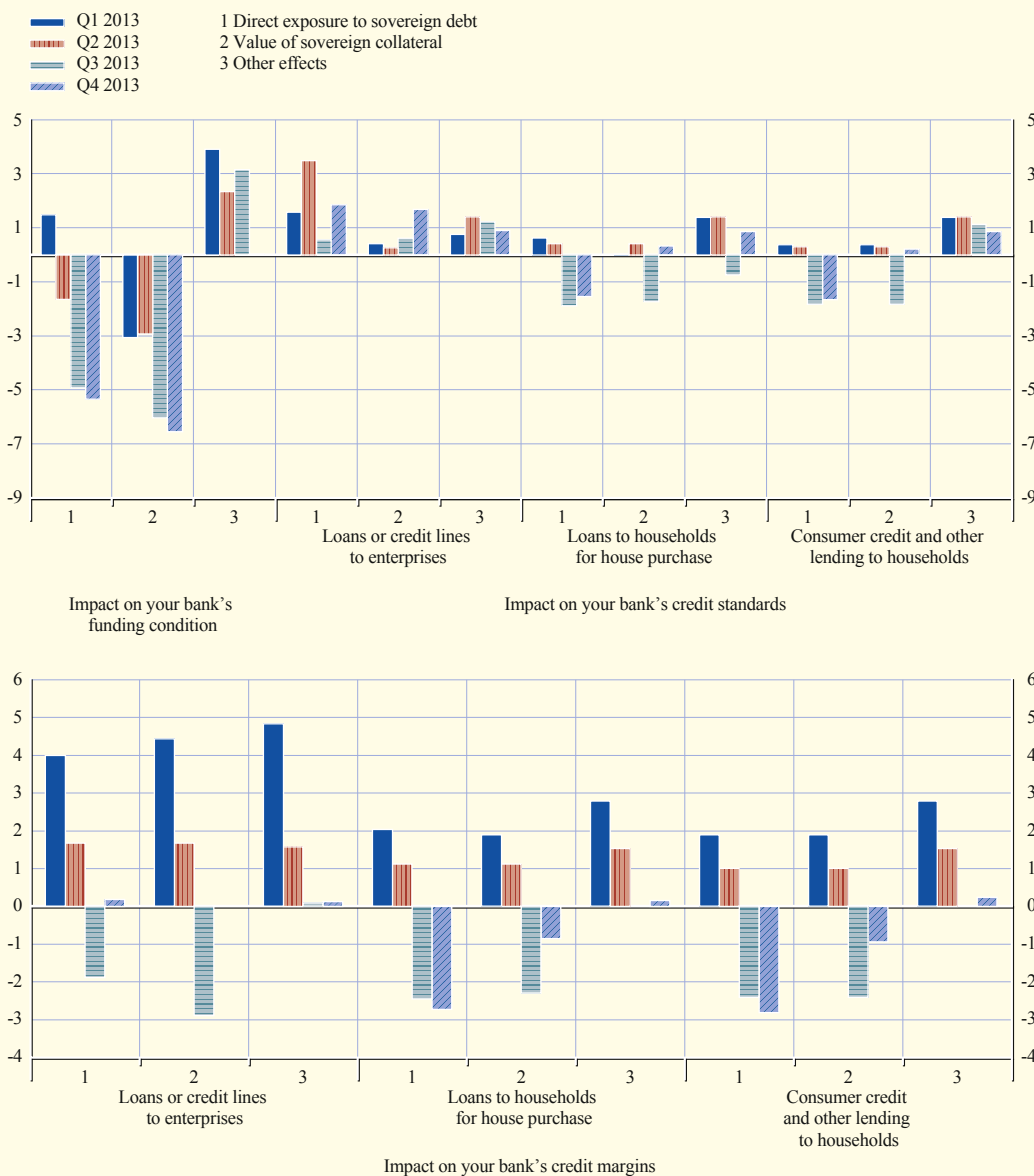 Q1 2013
Q2 2013
Q3 2013
Q4 2013
1 Direct exposure to sovereign debt
2 Value of sovereign collateral
3 Other effects
5 5
3 3
1 1
-1 -1
-3 -3
-5 -5
-7 -7
-9 -9
1 2 3 1 2 3 1 2 3 1 2 3
Loans or credit lines
to enterprises
Loans to households
for house purchase
Consumer credit and other
lending to households
Impact on your bank's
funding condition
Impact on your bank's credit standards
6 6
5 5
4 4
3 3
2 2
1 1
0 0
-1 -1
-2 -2
-3 -3
-4 -4
1 2 3 1 2 3 1 2 3
Loans or credit lines
to enterprises
Loans to households
for house purchase
Consumer credit
and other lending
to households
Impact on your bank's credit margins